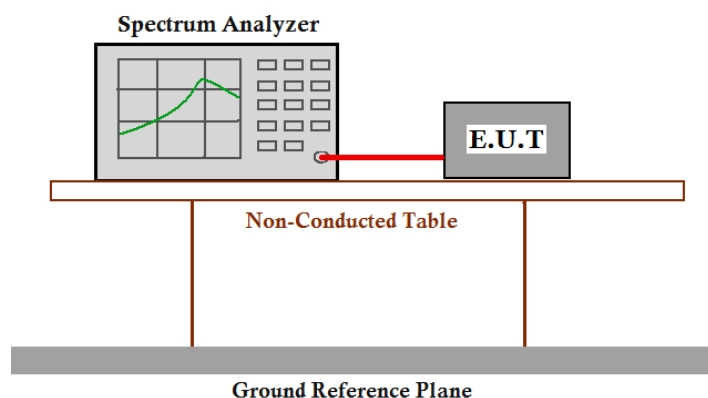 Spectrum Analyzer
E.U.T
Non-Conducted Table
Ground Reference Plane